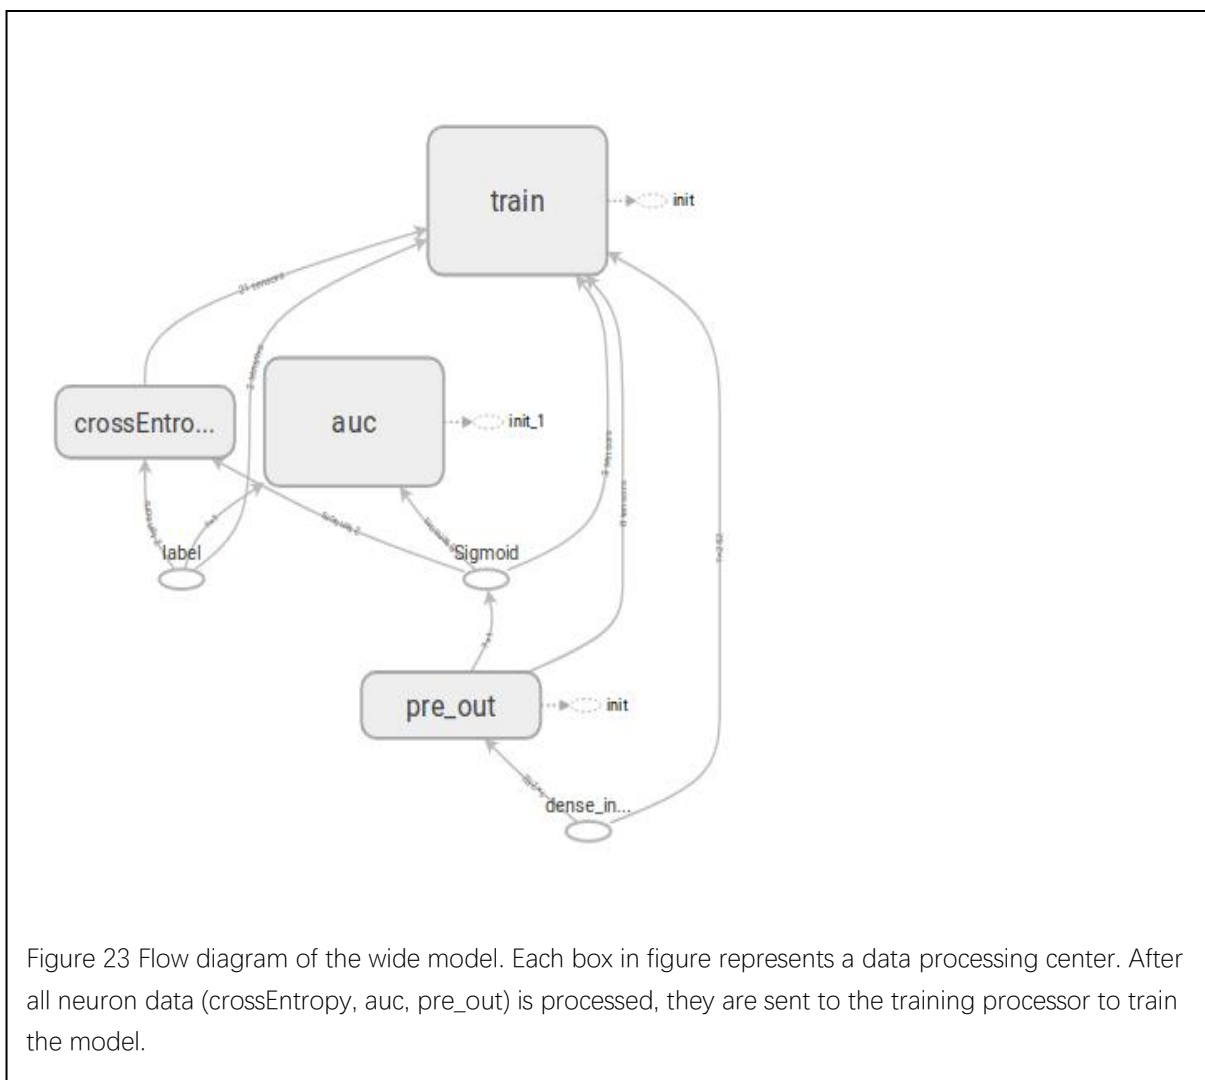 train
init
21 tensors
crossEntro...
auc
init_1
label
Sigmoid
pre_out
init
dense_in...
Figure 23 Flow diagram of the wide model. Each box in figure represents a data processing center. After
all neuron data (crossEntropy, auc, pre_out) is processed, they are sent to the training processor to train
the model.